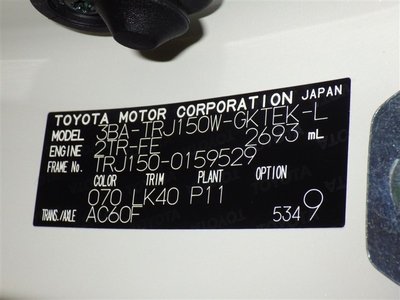 TOYOTA MOTOR CORPORATION JAPAN
MODEL 3BA-TRJ150W-GKTEK-L
ENGINE 2TR-FE 2693 mL
FRAME No. TRJ150-0159529
COLOR TRIM PLANT OPTION
070 LK40 P11
TRANS./AXLE AC60F 534 9